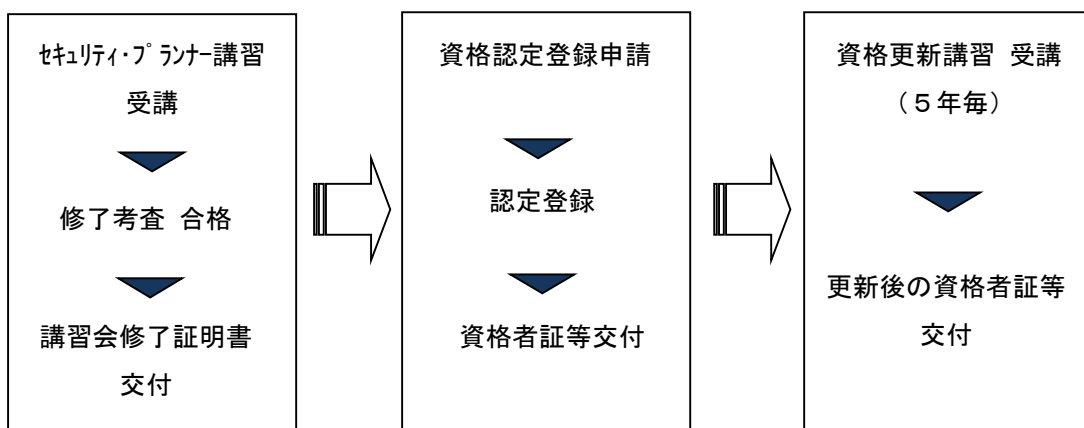 ｾｷｭﾘﾃｨ･ﾌﾟﾗﾝﾅｰ講習
受講
修了考査 合格
講習会修了証明書
交付
資格認定登録申請
認定登録
資格者証等交付
資格更新講習 受講
（５年毎）
更新後の資格者証等
交付